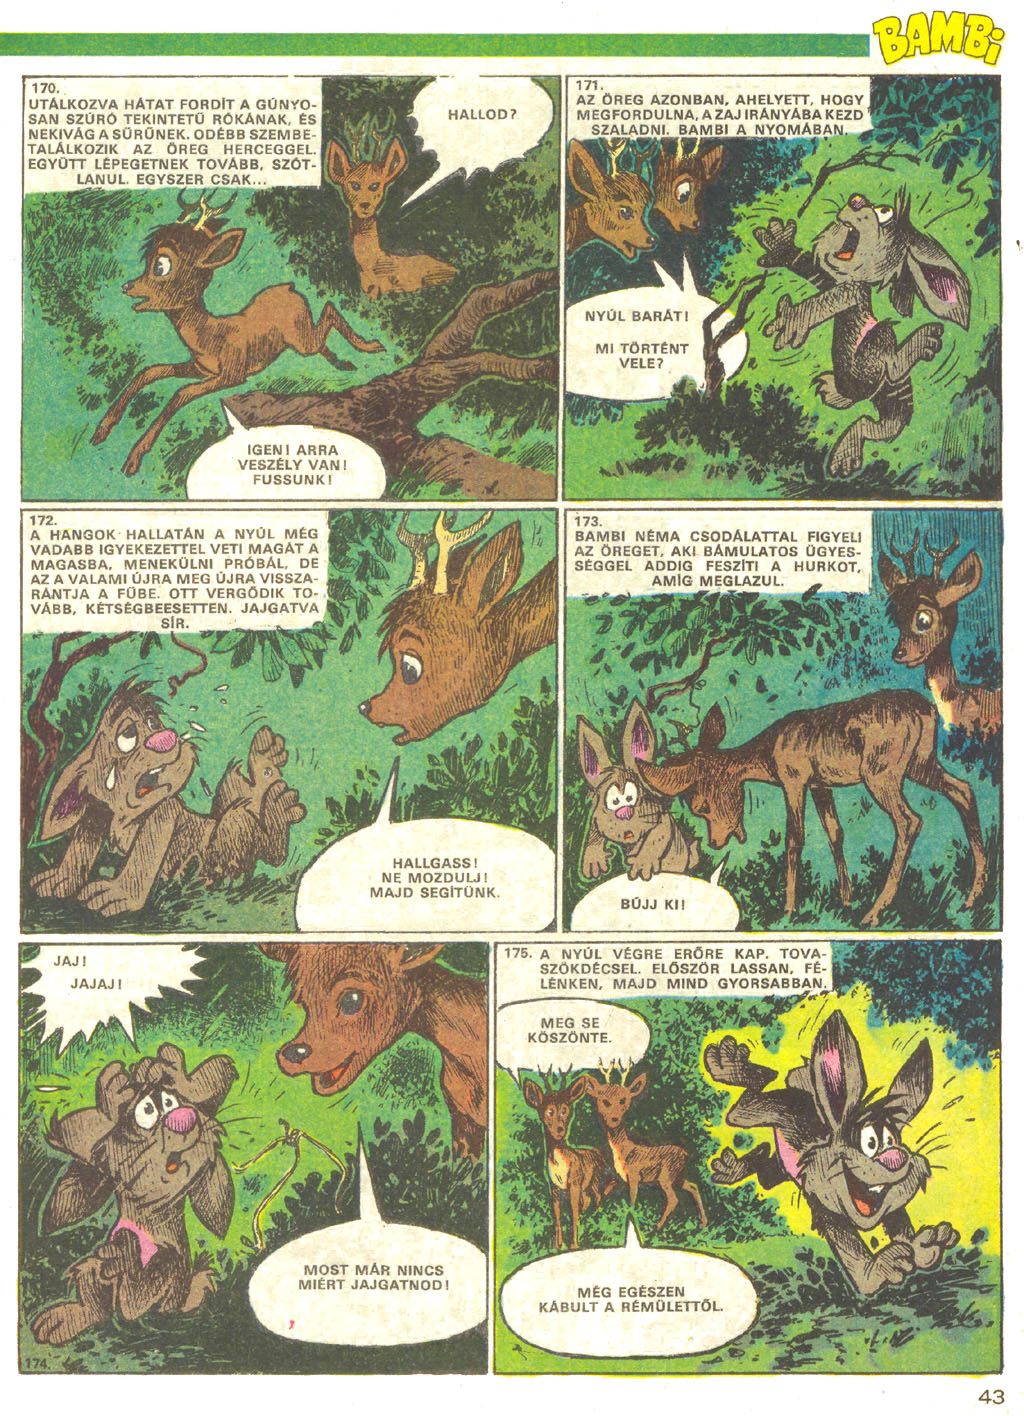 BAMBi
170.
UTÁLKOZVA HÁTAT FORDÍT A GÚNYO-
SAN SZÚRÓ TEKINTETŰ RÓKÁNAK, ÉS
NEKIVÁG A SŰRŰNEK. ODÉBB SZEMBE-
TALÁLKOZIK AZ ÖREG HERCEGGEL.
EGYÜTT LÉPEGETNEK TOVÁBB, SZÓT-
LANUL. EGYSZER CSAK...
HALLOD?
IGEN! ARRA
VESZÉLY VAN!
FUSSUNK!
171.
AZ ÖREG AZONBAN, AHELYETT, HOGY
MEGFORDULNA, A ZAJ IRÁNYÁBA KEZD
SZALADNI. BAMBI A NYOMÁBAN.
NYÚL BARÁT!
MI TÖRTÉNT
VELE?
172.
A HANGOK HALLATÁN A NYÚL MÉG
VADABB IGYEKEZETTEL VETI MAGÁT A
MAGASBA, MENEKÜLNI PRÓBÁL, DE
AZ A VALAMI ÚJRA MEG ÚJRA VISSZA-
RÁNTJA A FŰBE. OTT VERGŐDIK TO-
VÁBB, KÉTSÉGBEESETTEN. JAJGATVA
SÍR.
HALLGASS!
NE MOZDULJ!
MAJD SEGÍTÜNK.
173.
BAMBI NÉMA CSODÁLATTAL FIGYELI
AZ ÖREGET, AKI BÁMULATOS ÜGYES-
SÉGGEL ADDIG FESZÍTI A HURKOT,
AMÍG MEGLAZUL.
BÚJJ KI!
JAJ!
JAJAJ!
MOST MÁR NINCS
MIÉRT JAJGATNOD!
174.
175. A NYÚL VÉGRE ERŐRE KAP. TOVA-
SZÖKDÉCSEL. ELŐSZÖR LASSAN, FÉ-
LÉNKEN, MAJD MIND GYORSABBAN.
MEG SE
KÖSZÖNTE.
MÉG EGÉSZEN
KÁBULT A RÉMÜLETTŐL.
43